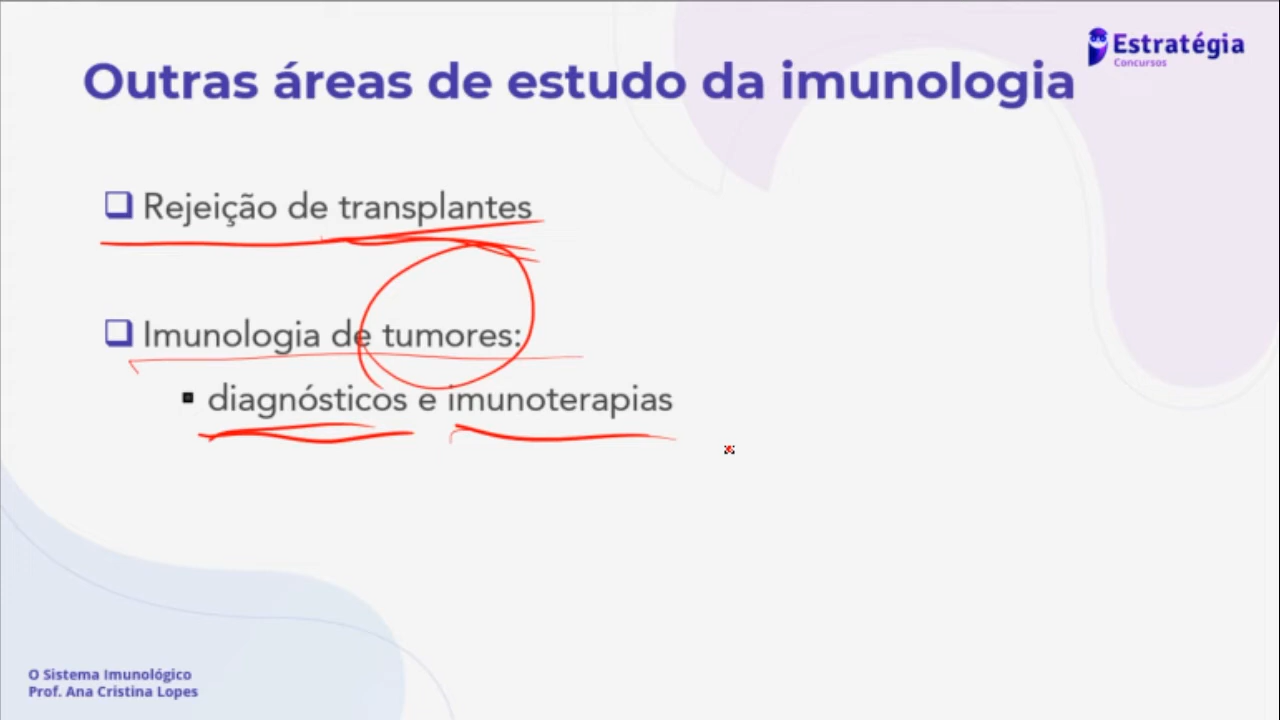 Estratégia
Concursos
Outras áreas de estudo da imunologia
Rejeição de transplantes
Imunologia de tumores:
diagnósticos e imunoterapias
O Sistema Imunológico
Prof. Ana Cristina Lopes